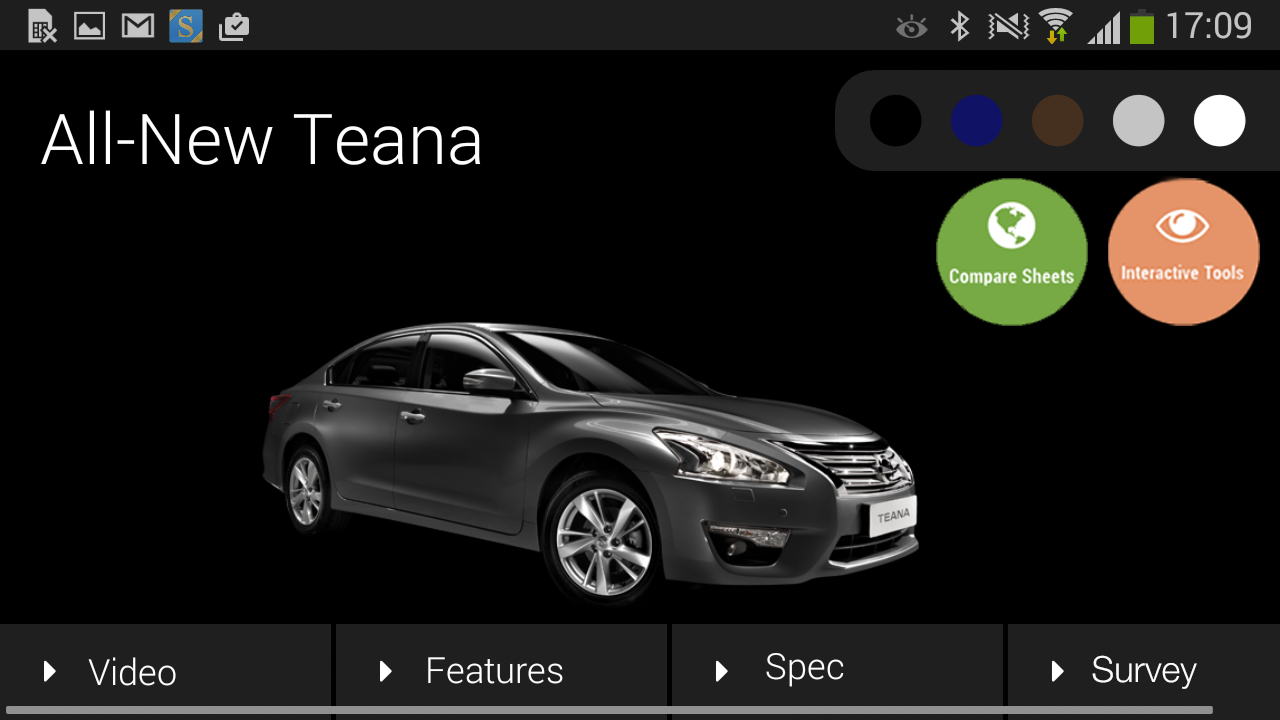 17:09
All-New Teana
Compare Sheets
Interactive Tools
TEANA
Video
Features
Spec
Survey